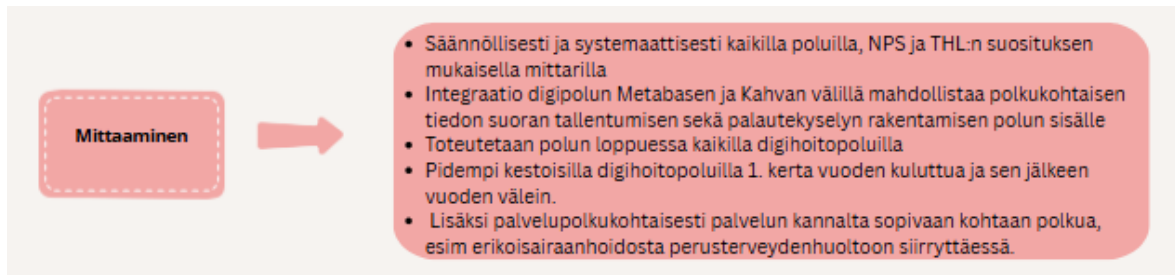 Mittaaminen
• Säännöllisesti ja systemaattisesti kaikilla poluilla, NPS ja THL:n suosituksen
mukaisella mittarilla
• Integraatio digipolun Metabasen ja Kahvan välillä mahdollistaa polkukohtaisen
tiedon suoran tallentumisen sekä palautekyselyn rakentamisen polun sisälle
• Toteutetaan polun loppuessa kaikilla digihoitopoluilla
• Pidempi kestoisilla digihoitopoluilla 1. kerta vuoden kuluttua ja sen jälkeen
vuoden välein.
• Lisäksi palvelupolkukohtaisesti palvelun kannalta sopivaan kohtaan polkua,
esim erikoisairaanhoidosta perusterveydenhuoltoon siirryttäessä.